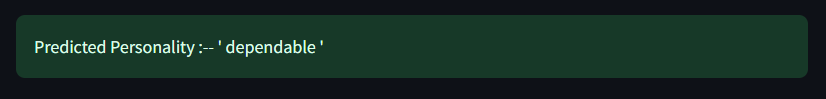 Predicted Personality :-- ' dependable '